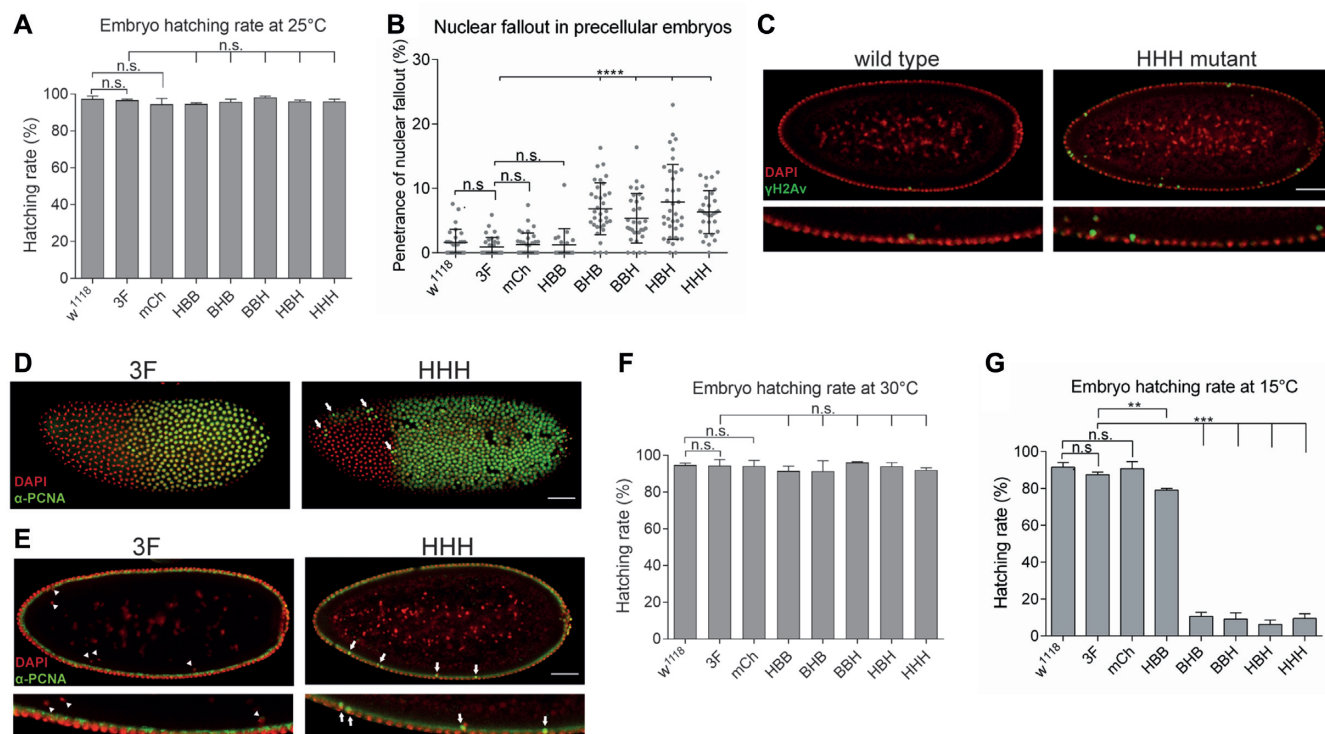 A
Embryo hatching rate at 25°C
n.s.
n.s.
n.s.
Hatching rate (%)
100
80
60
40
20
0
w1118
3F
mCh
HBB
BHB
BBH
HBH
HHH
B
Nuclear fallout in precellular embryos
Penetrance of nuclear fallout (%)
30
20
10
0
****
n.s.
n.s
n.s.
w1118
3F
mCh
HBB
BHB
BBH
HBH
HHH
C
wild type
HHH mutant
DAPI
γH2Av
D
3F
HHH
DAPI
α-PCNA
E
3F
HHH
DAPI
α-PCNA
F
Embryo hatching rate at 30°C
n.s.
n.s.
n.s.
Hatching rate (%)
100
80
60
40
20
0
w1118
3F
mCh
HBB
BHB
BBH
HBH
HHH
G
Embryo hatching rate at 15°C
**
***
n.s.
n.s
Hatching rate (%)
100
80
60
40
20
0
w1118
3F
mCh
HBB
BHB
BBH
HBH
HHH